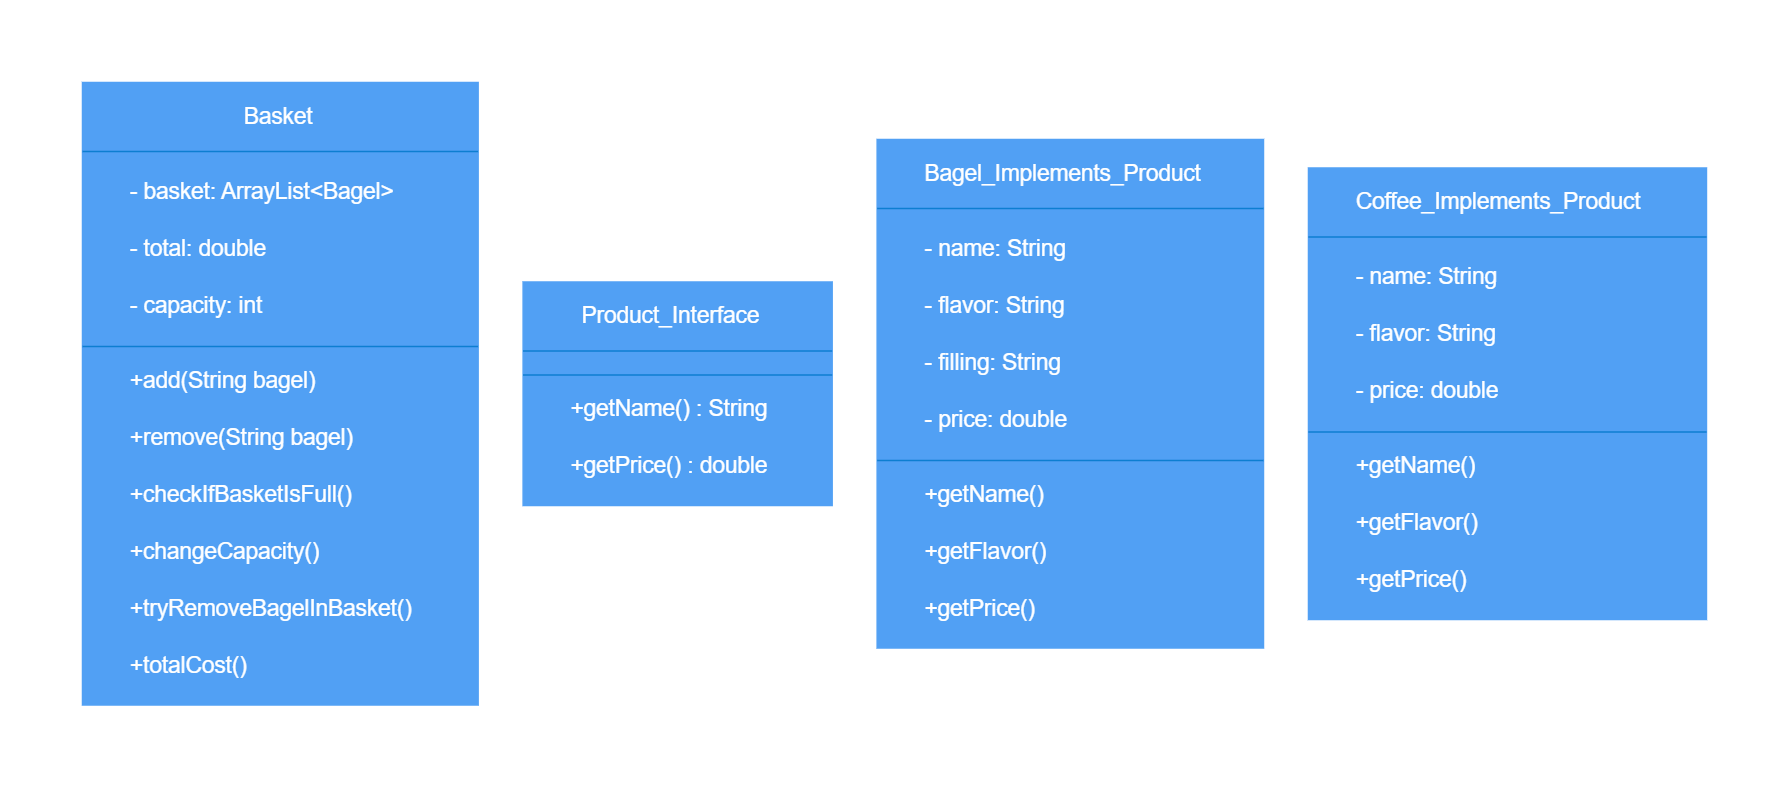 Basket
- basket: ArrayList<Bagel>
- total: double
- capacity: int
+add(String bagel)
+remove(String bagel)
+checkIfBasketIsFull()
+changeCapacity()
+tryRemoveBagelInBasket()
+totalCost()
Product_Interface
+getName() : String
+getPrice() : double
Bagel_Implements_Product
- name: String
- flavor: String
- filling: String
- price: double
+getName()
+getFlavor()
+getPrice()
Coffee_Implements_Product
- name: String
- flavor: String
- price: double
+getName()
+getFlavor()
+getPrice()